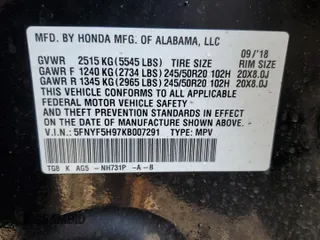 MFD. BY HONDA MFG. OF ALABAMA, LLC
09/'18
GVWR 2515 KG(5545 LBS) TIRE SIZE RIM SIZE
GAWR F 1240 KG(2734 LBS) 245/50R20 102H 20X8.0J
GAWR R 1345 KG(2965 LBS) 245/50R20 102H 20X8.0J
THIS VEHICLE CONFORMS TO ALL APPLICABLE
FEDERAL MOTOR VEHICLE SAFETY
AND THEFT PREVENTION STANDARDS IN EFFECT
ON THE DATE OF MANUFACTURE SHOWN ABOVE.
V.I.N:5FNYF5H97KB007291 TYPE: MPV
TG8 K AG5 -NH731P -A-B